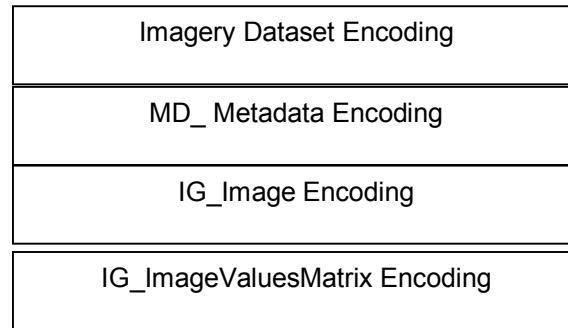 Imagery Dataset Encoding
MD_ Metadata Encoding
IG_Image Encoding
IG_ImageValuesMatrix Encoding